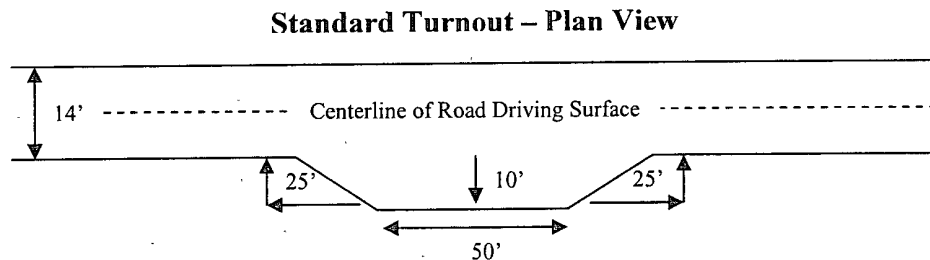 Standard Turnout – Plan View
14' Centerline of Road Driving Surface
25' 10' 25'
50'